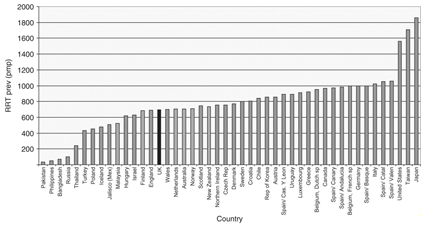 2000
1800
1600
1400
1200
1000
800
600
400
200
RRT prev (pmp)
Pakistan
Philippines
Bangladesh
Russia
Thailand
Turkey
Poland
Iceland
Jalisco (Mex)
Malaysia
Hungary
Israel
Finland
England
UK
Wales
Netherlands
Australia
Norway
Scotland
New Zealand
Northern Ireland
Czech Rep
Denmark
Sweden
Croatia
Chile
Rep of Korea
Austria
Spain/ Cas. Y Leon
Uruguay
Luxembourg
Greece
Belgium, Dutch sp
Canada
Spain/ Canary
Spain/ Andalucia
Belgium, French sp
Germany
Spain/ Basque
Italy
Spain/ Catal
Spain/ Valen
United States
Taiwan
Japan
Country